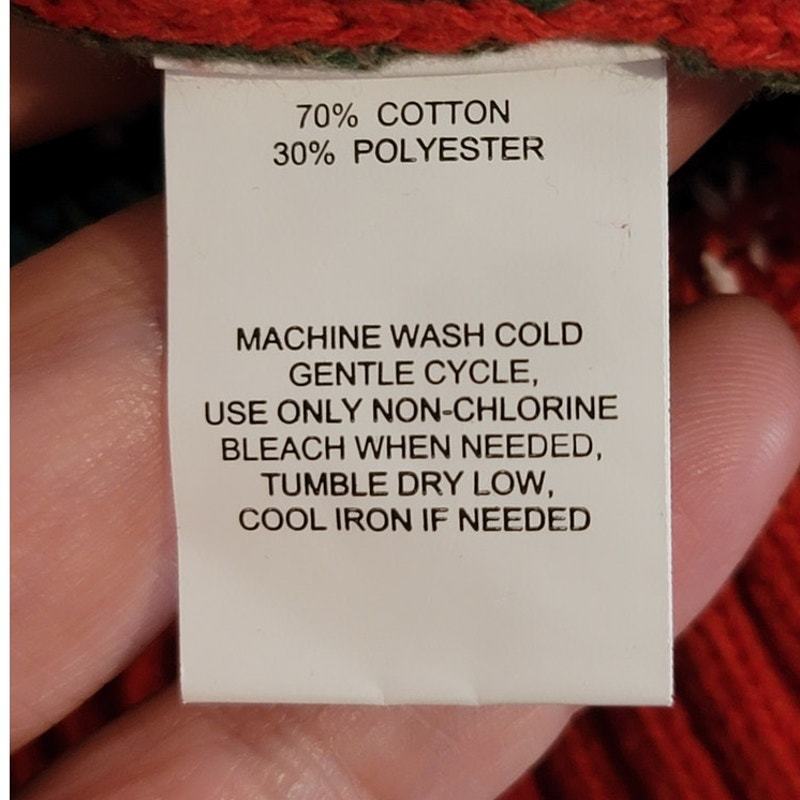 70% COTTON
30% POLYESTER
MACHINE WASH COLD
GENTLE CYCLE,
USE ONLY NON-CHLORINE
BLEACH WHEN NEEDED,
TUMBLE DRY LOW,
COOL IRON IF NEEDED